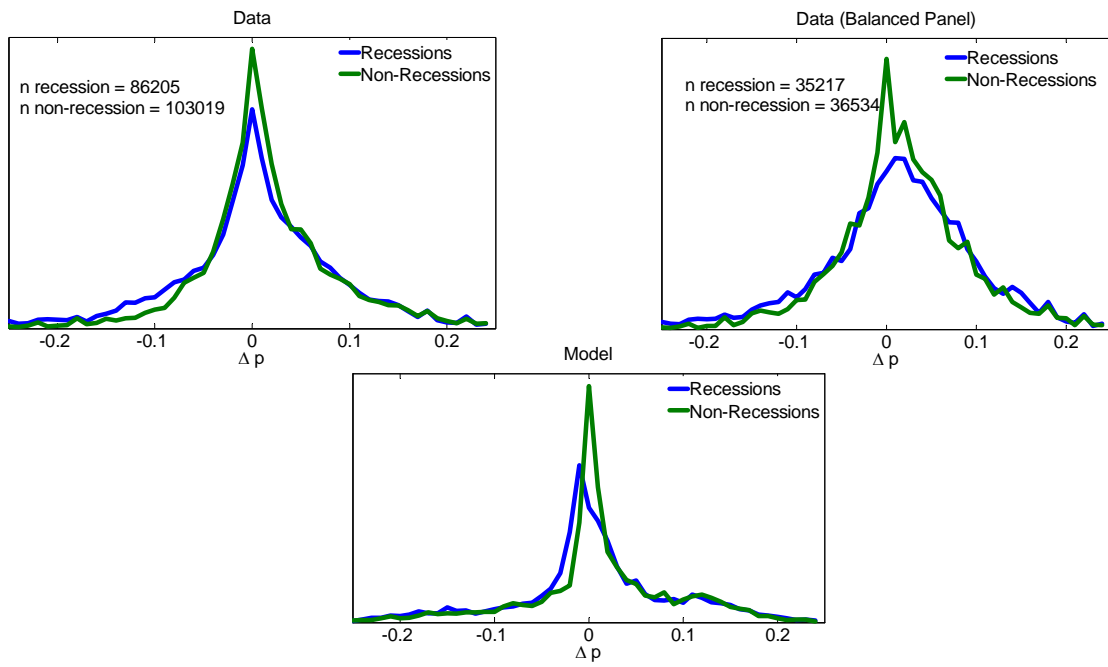 Data
Recessions
Non-Recessions
n recession = 86205
n non-recession = 103019
-0.2 -0.1 0 0.1 0.2
Δ p
Data (Balanced Panel)
Recessions
Non-Recessions
n recession = 35217
n non-recession = 36534
-0.2 -0.1 0 0.1 0.2
Δ p
Model
Recessions
Non-Recessions
-0.2 -0.1 0 0.1 0.2
Δ p